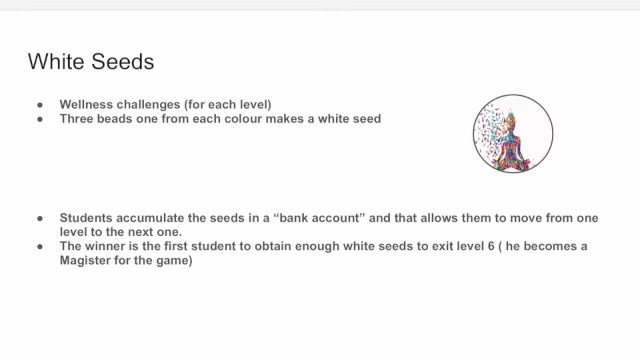 White Seeds
● Wellness challenges (for each level)
● Three beads one from each colour makes a white seed
● Students accumulate the seeds in a “bank account” and that allows them to move from one
level to the next one.
● The winner is the first student to obtain enough white seeds to exit level 6 ( he becomes a
Magister for the game)